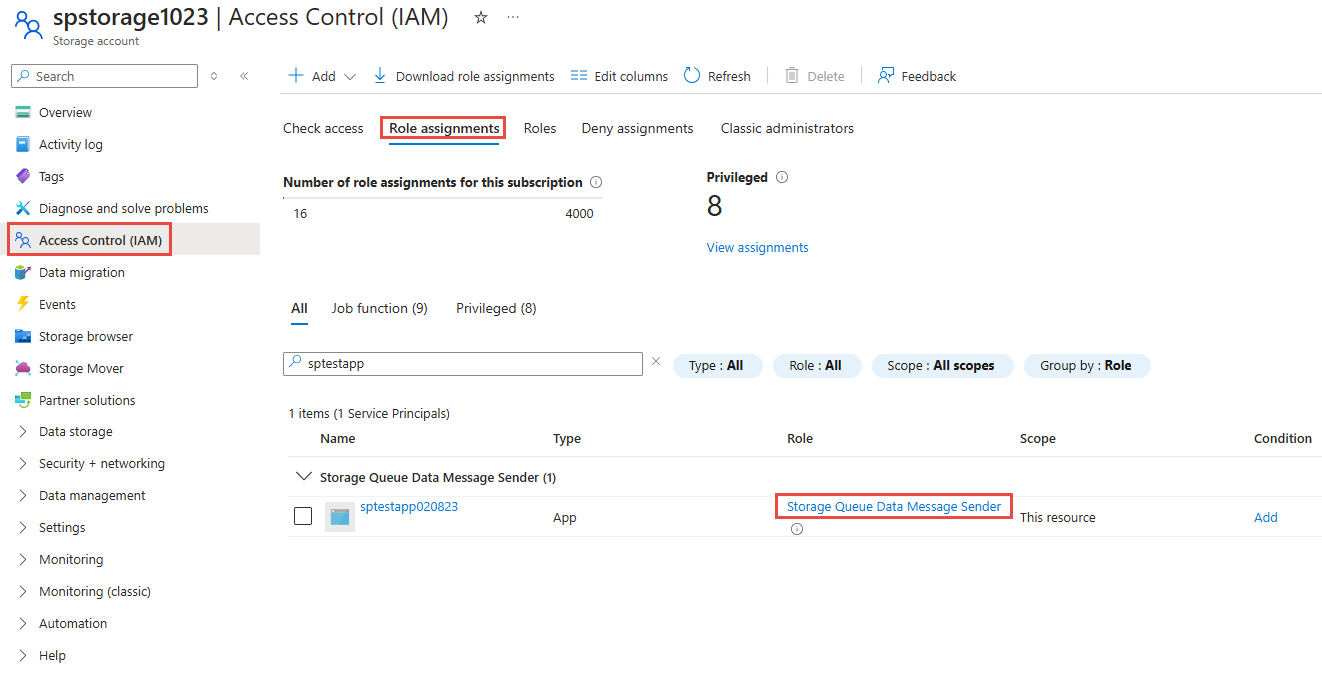 spstorage1023 | Access Control (IAM)
Storage account
Search
Overview
Activity log
Tags
Diagnose and solve problems
Access Control (IAM)
Data migration
Events
Storage browser
Storage Mover
Partner solutions
Data storage
Security + networking
Data management
Settings
Monitoring
Monitoring (classic)
Automation
Help
Add
Download role assignments
Edit columns
Refresh
Delete
Feedback
Check access
Role assignments
Roles
Deny assignments
Classic administrators
Number of role assignments for this subscription
16 4000
Privileged
8
View assignments
All
Job function (9)
Privileged (8)
sptestapp
Type : All
Role : All
Scope : All scopes
Group by : Role
1 items (1 Service Principals)
Name Type Role Scope Condition
Storage Queue Data Message Sender (1)
sptestapp020823 App Storage Queue Data Message Sender This resource Add